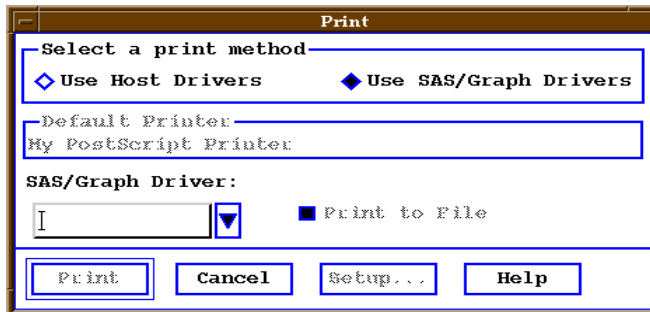 Print
Select a print method
Use Host Drivers Use SAS/Graph Drivers
Default Printer
My PostScript Printer
SAS/Graph Driver:
Print to File
Print Cancel Setup... Help